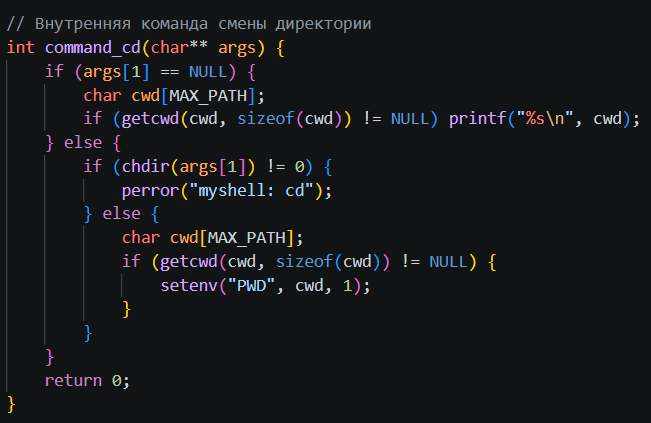 // Внутренняя команда смены директории
int command_cd(char** args) {
    if (args[1] == NULL) {
        char cwd[MAX_PATH];
        if (getcwd(cwd, sizeof(cwd)) != NULL) printf("%s\n", cwd);
    } else {
        if (chdir(args[1]) != 0) {
            perror("myshell: cd");
        } else {
            char cwd[MAX_PATH];
            if (getcwd(cwd, sizeof(cwd)) != NULL) {
                setenv("PWD", cwd, 1);
            }
        }
    }
    return 0;
}